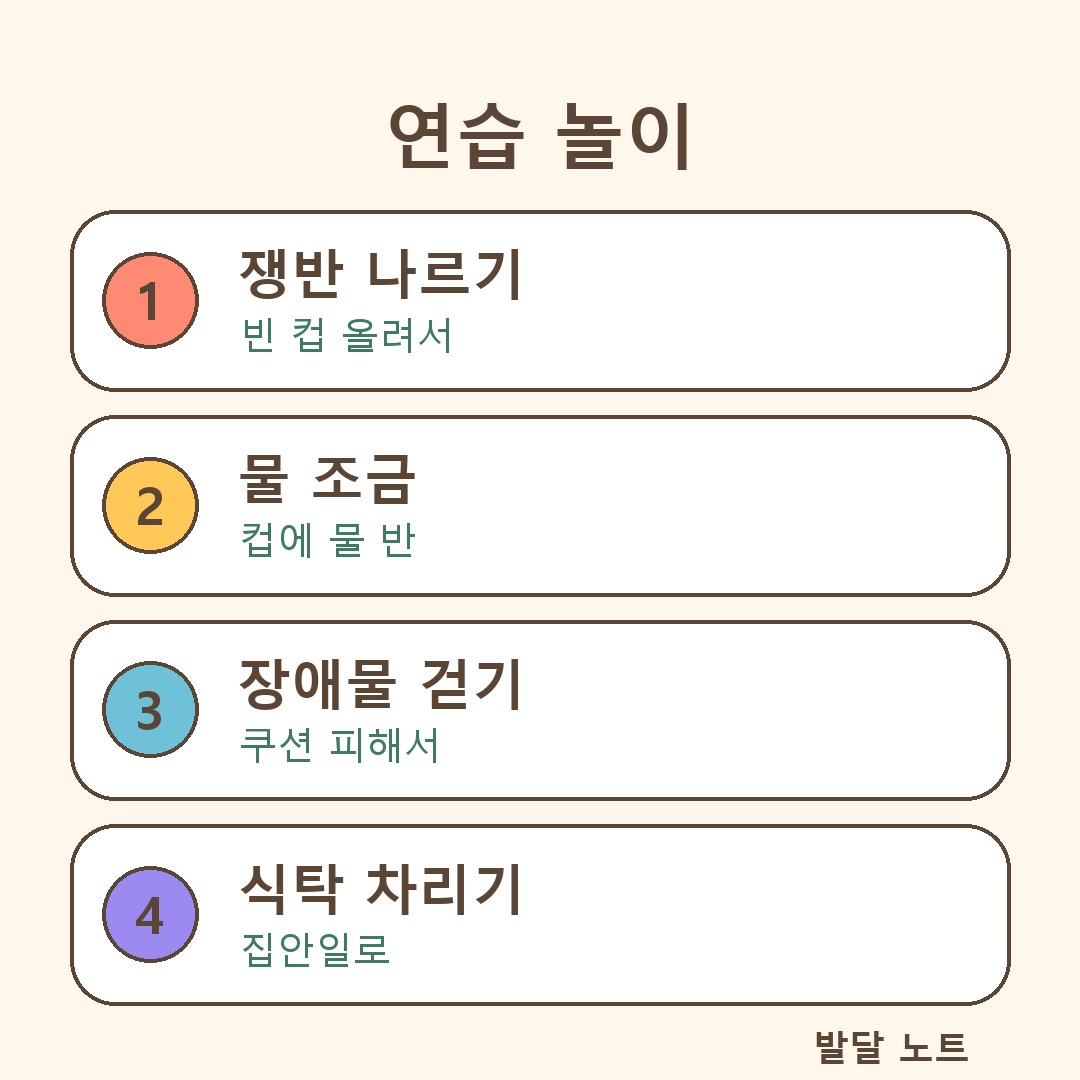 연습 놀이
1
쟁반 나르기
빈 컵 올려서
2
물 조금
컵에 물 반
3
장애물 걷기
쿠션 피해서
4
식탁 차리기
집안일로
발달 노트